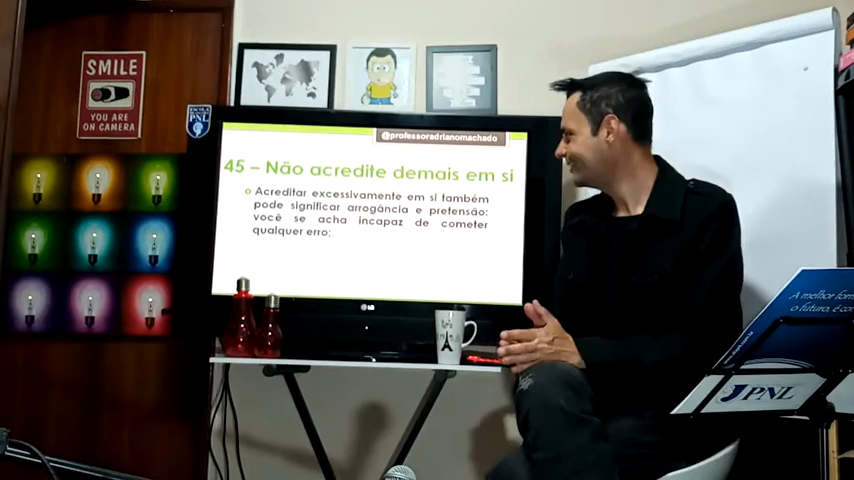 SMILE
YOU ARE
ON CAMERA
ESCOLA
PNL
@professoradrianomachado
45 – Não acredite demais em si
Acreditar excessivamente em si também
pode significar arrogância e pretensão:
você se acha incapaz de cometer
qualquer erro;
LG
A melhor form
o futuro, é c
PNL